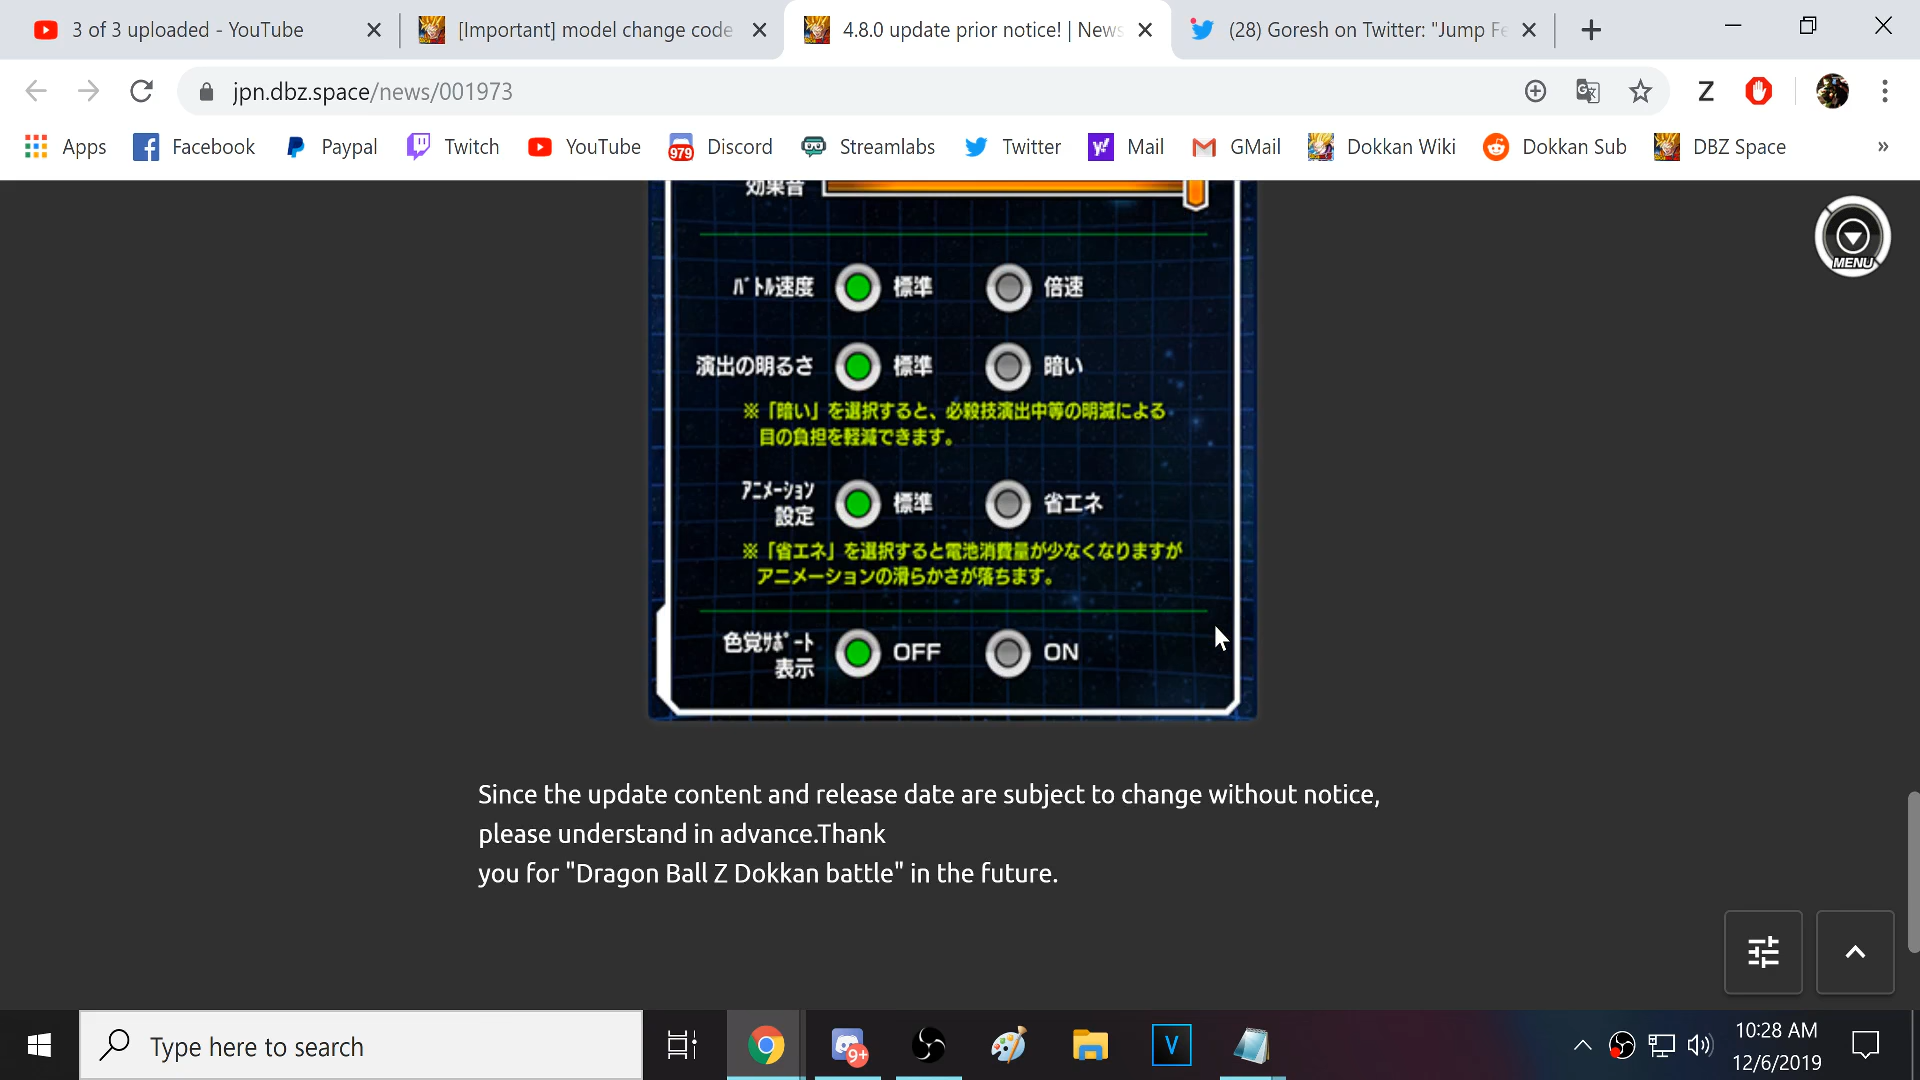 3 of 3 uploaded - YouTube
[Important] model change code
4.8.0 update prior notice! | News
(28) Goresh on Twitter: "Jump Fe
jpn.dbz.space/news/001973
Apps
Facebook
Paypal
Twitch
YouTube
979
Discord
Streamlabs
Twitter
Mail
GMail
Dokkan Wiki
Dokkan Sub
DBZ Space
»
効果音
MENU
バトル速度 標準 倍速
演出の明るさ 標準 暗い
※「暗い」を選択すると、必殺技演出中等の明滅による
目の負担を軽減できます。
アニメーション
設定
標準 省エネ
※「省エネ」を選択すると電池消費量が少なくなりますが
アニメーションの滑らかさが落ちます。
色覚サポート
表示
OFF ON
Since the update content and release date are subject to change without notice,
please understand in advance.Thank
you for "Dragon Ball Z Dokkan battle" in the future.
Type here to search
9+
10:28 AM
12/6/2019